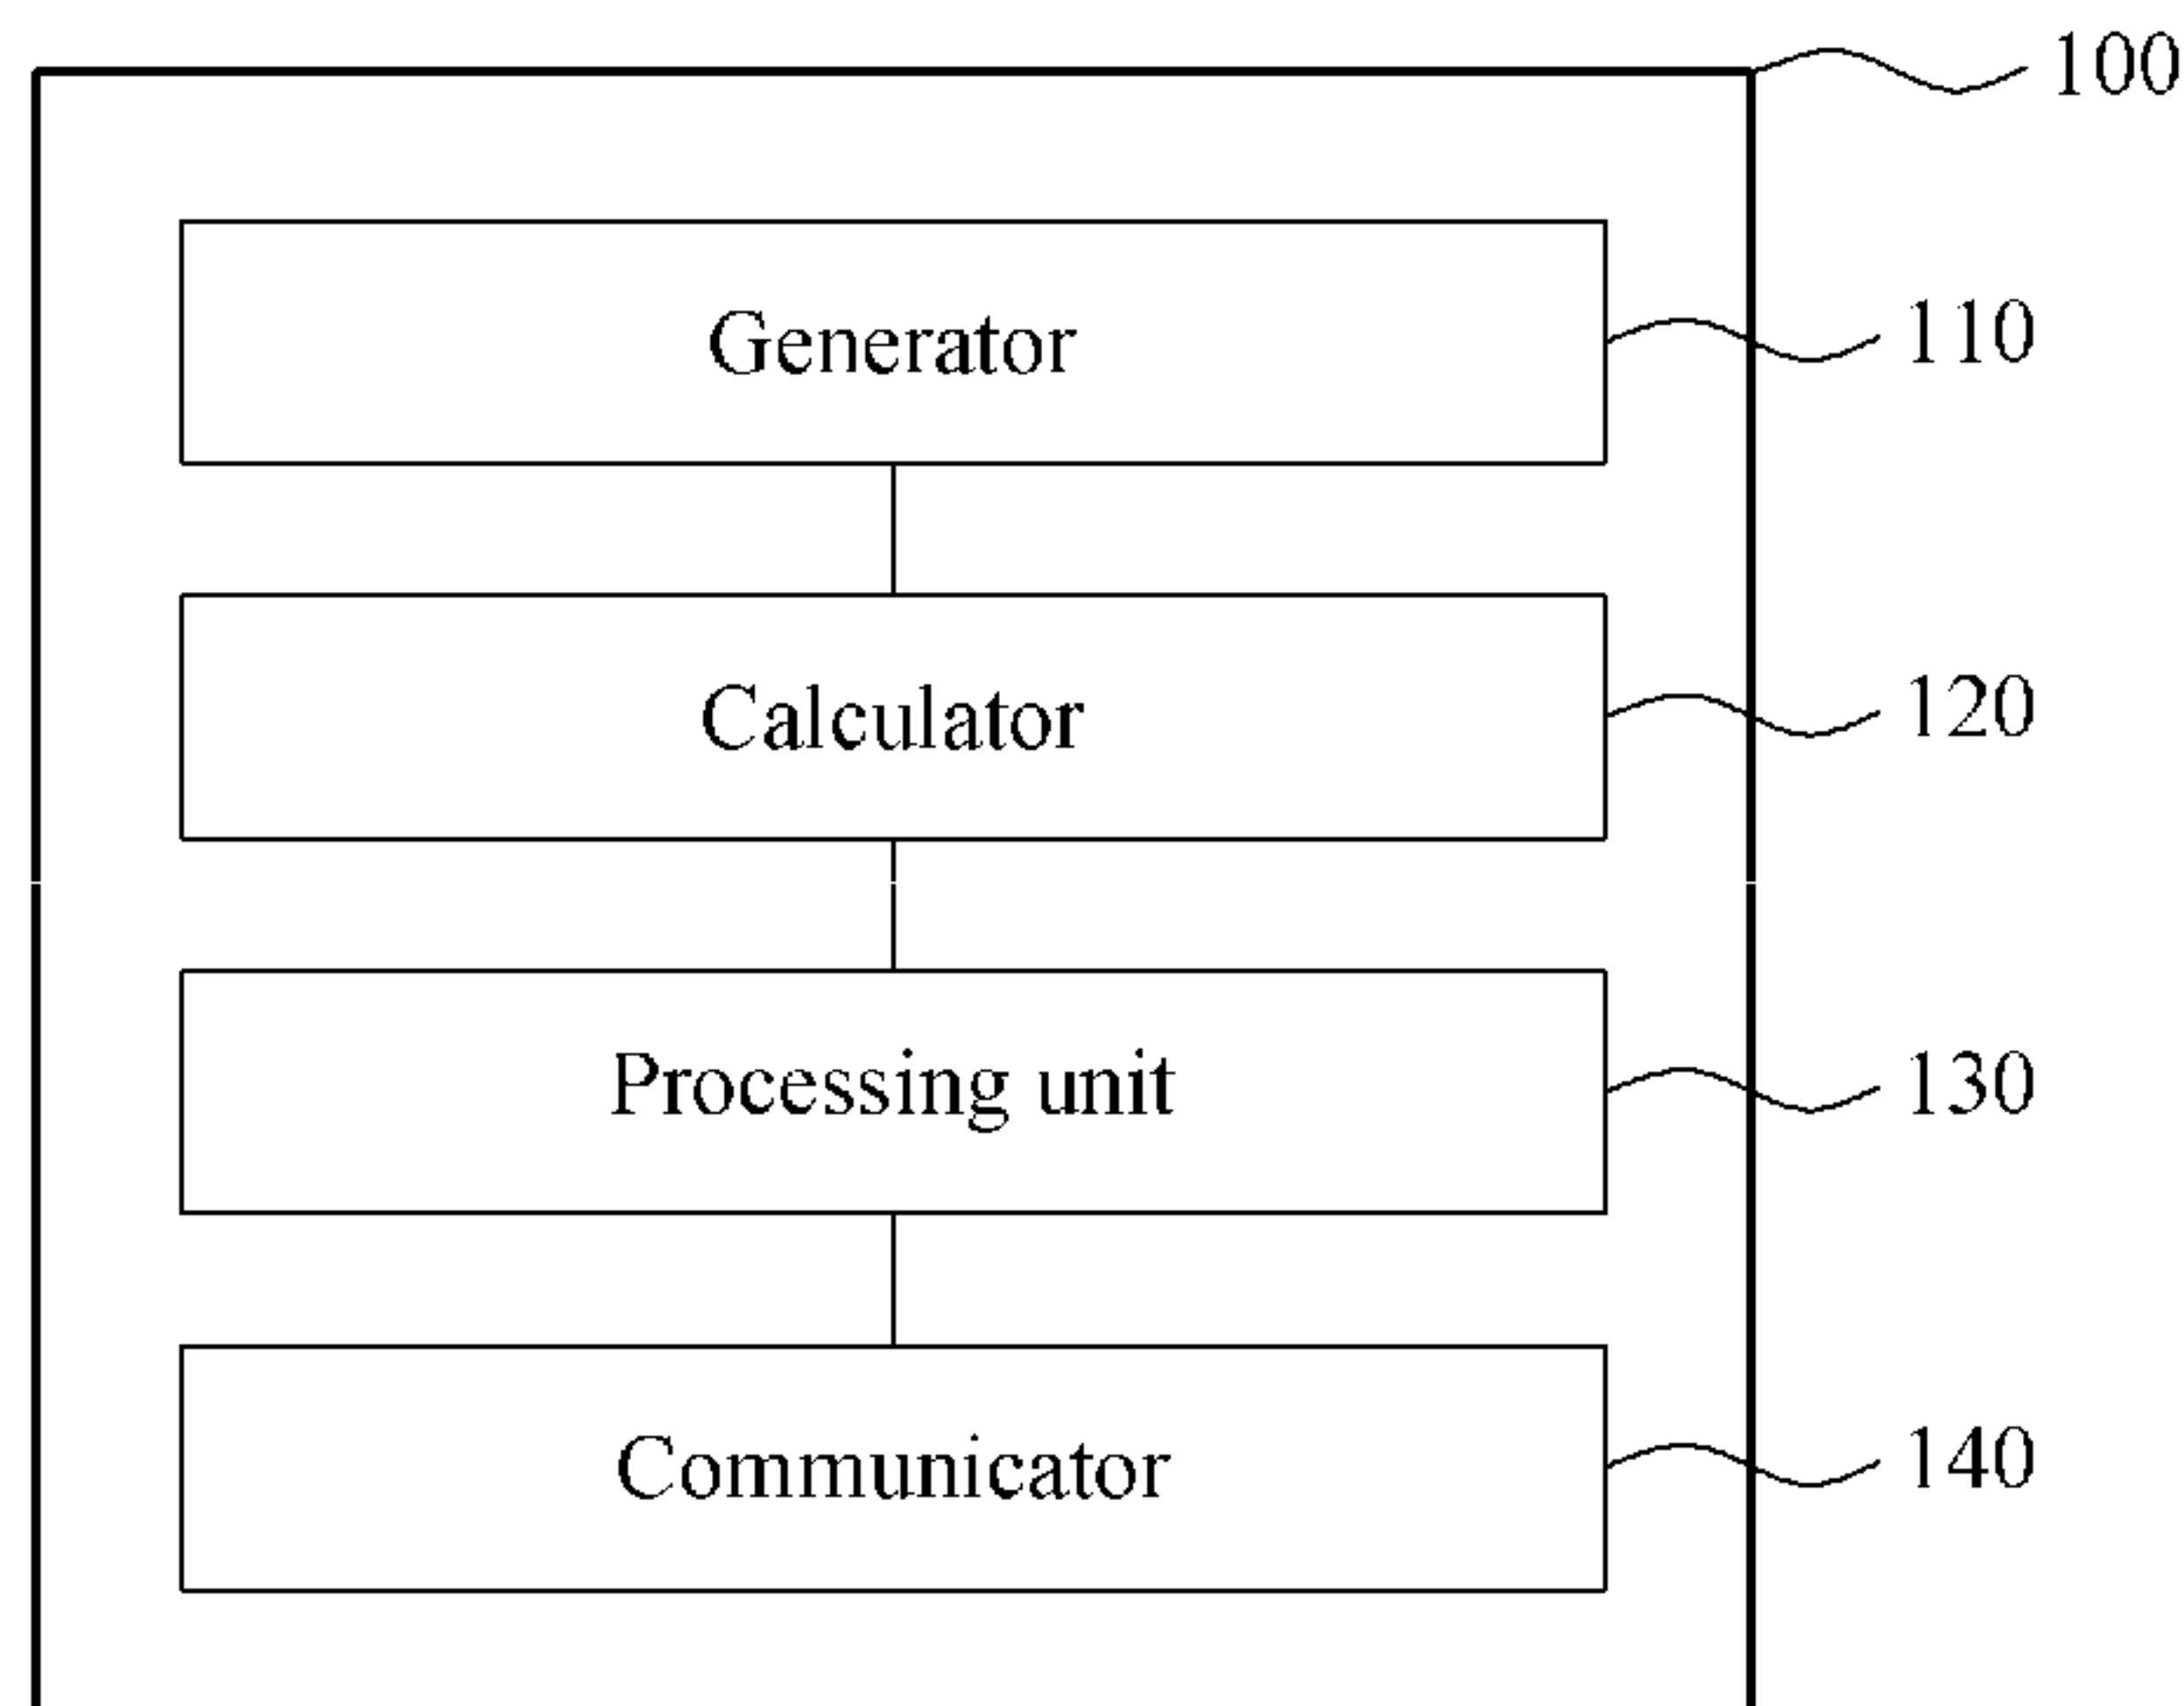 100
Generator 110
Calculator 120
Processing unit 130
Communicator 140